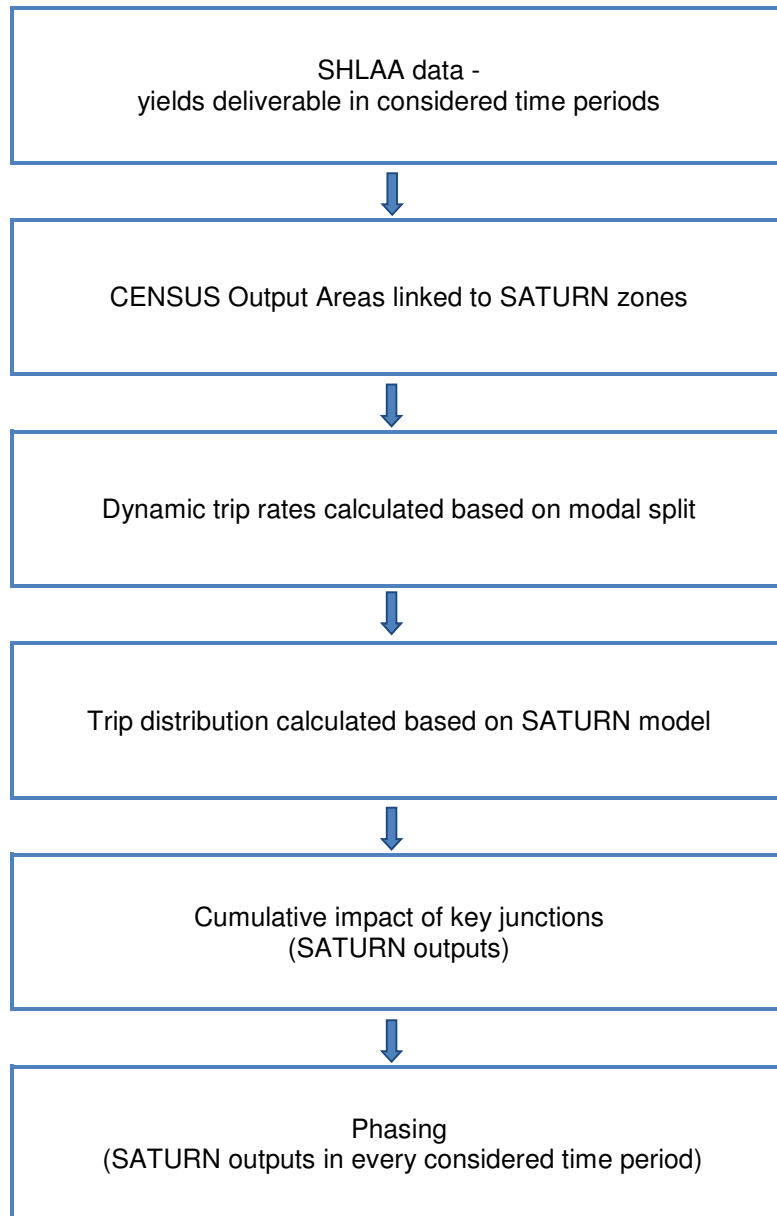 SHLAA data -
yields deliverable in considered time periods
CENSUS Output Areas linked to SATURN zones
Dynamic trip rates calculated based on modal split
Trip distribution calculated based on SATURN model
Cumulative impact of key junctions
(SATURN outputs)
Phasing
(SATURN outputs in every considered time period)